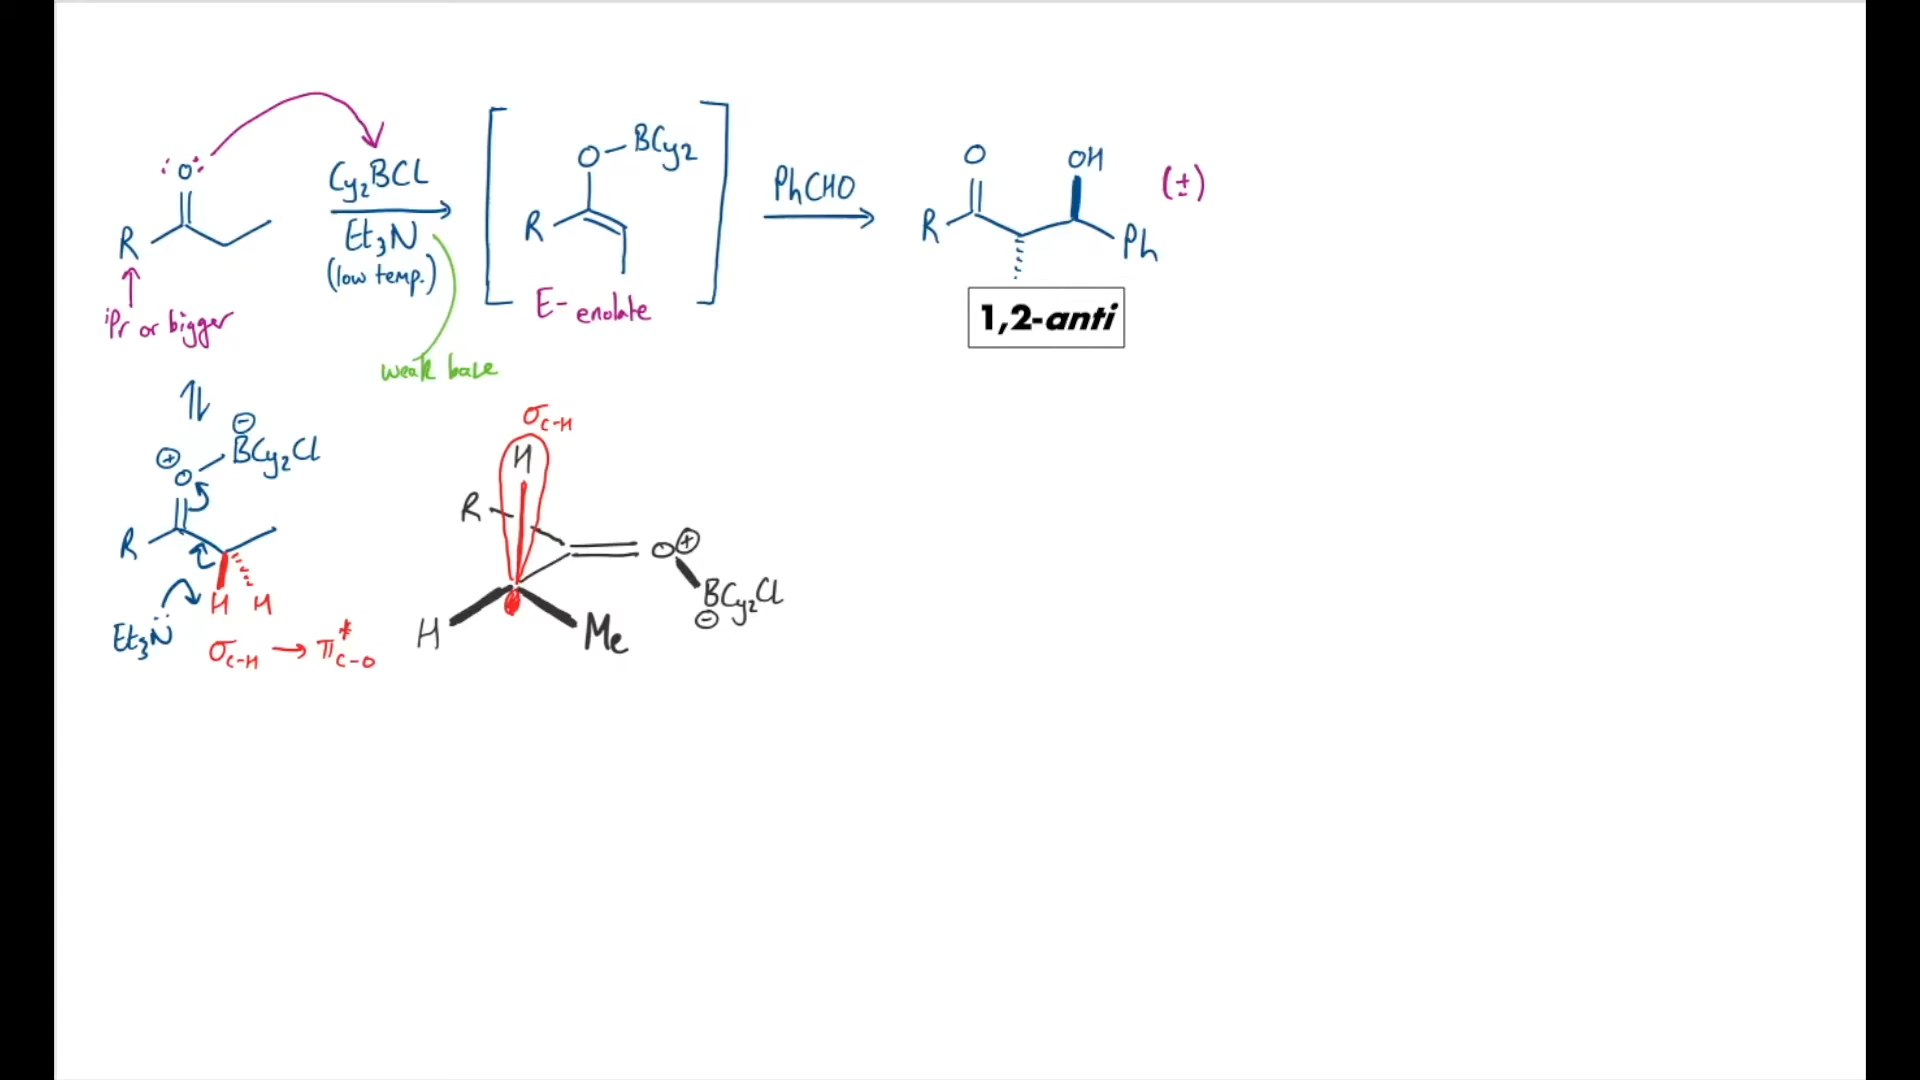 :O:
R
iPr or bigger
Cy₂BCl
Et₃N
(low temp.)
weak base
O-BCy₂
R
E-enolate
PhCHO
O OH
R Ph
(±)
1,2-anti
⊖
⊕
O BCy₂Cl
R
H H
Et₃N
σC-H → π*C-O
σC-H
H
R
O⊕
BCy₂Cl
⊖
H Me